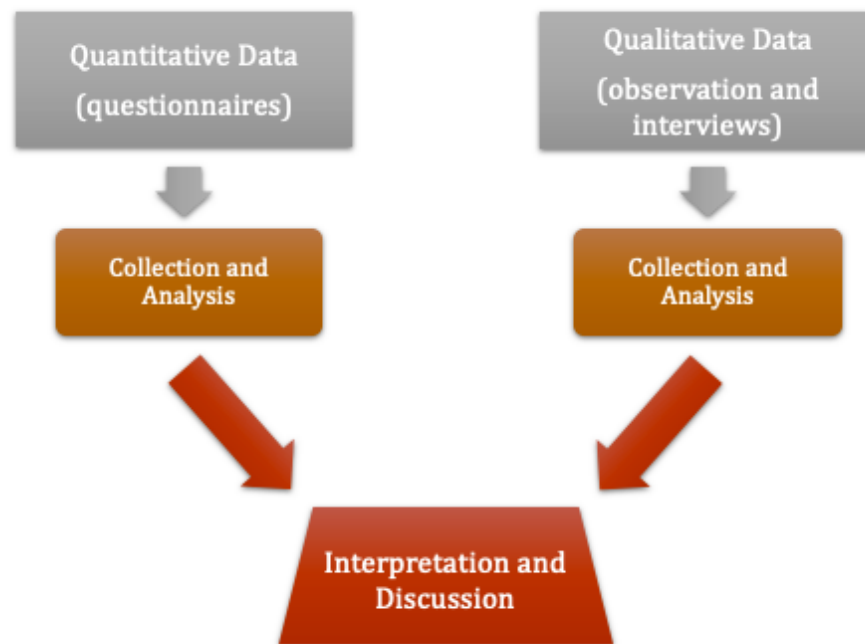 Quantitative Data
(questionnaires)
Qualitative Data
(observation and
interviews)
Collection and
Analysis
Collection and
Analysis
Interpretation and
Discussion